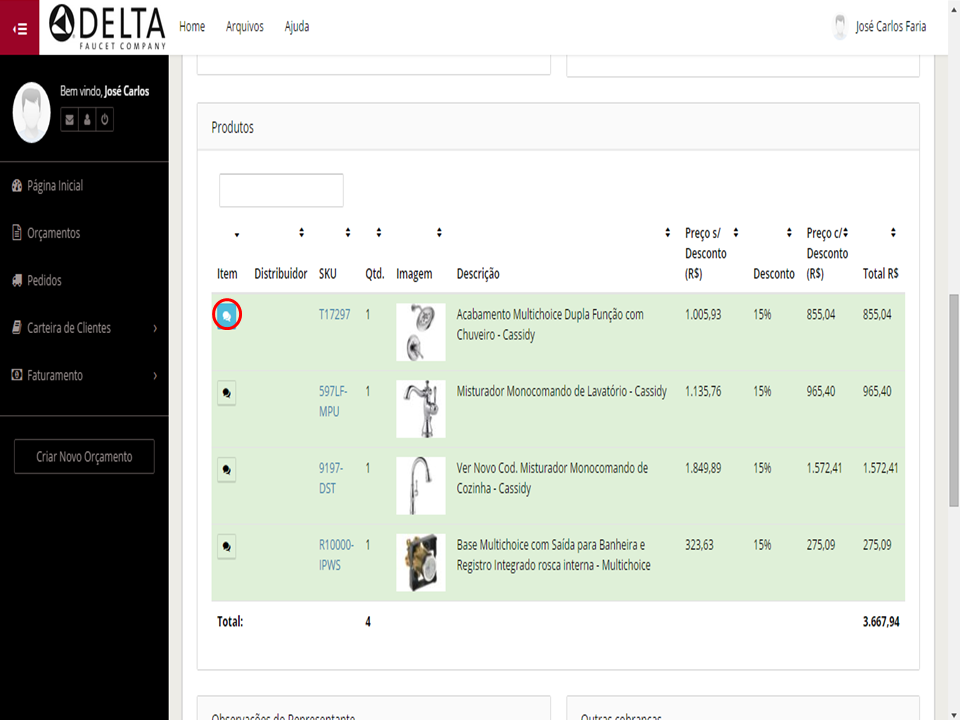 DELTA
FAUCET COMPANY
Home Arquivos Ajuda
José Carlos Faria
Bem vindo, José Carlos
Página Inicial
Orçamentos
Pedidos
Carteira de Clientes
Faturamento
Criar Novo Orçamento
Produtos
Item Distribuidor SKU Qtd. Imagem Descrição Preço s/ Desconto (R$) Desconto Preço c/ Desconto (R$) Total R$
T17297 1 Acabamento Multichoice Dupla Função com 1.005,93 15% 855,04 855,04
Chuveiro - Cassidy
597LF- 1 Misturador Monocomando de Lavatório - Cassidy 1.135,76 15% 965,40 965,40
MPU
9197- 1 Ver Novo Cod. Misturador Monocomando de 1.849,89 15% 1.572,41 1.572,41
DST Cozinha - Cassidy
R10000- 1 Base Multichoice com Saída para Banheira e 323,63 15% 275,09 275,09
IPWS Registro Integrado rosca interna - Multichoice
Total: 4 3.667,94
Observações do Representante Outras cobranças